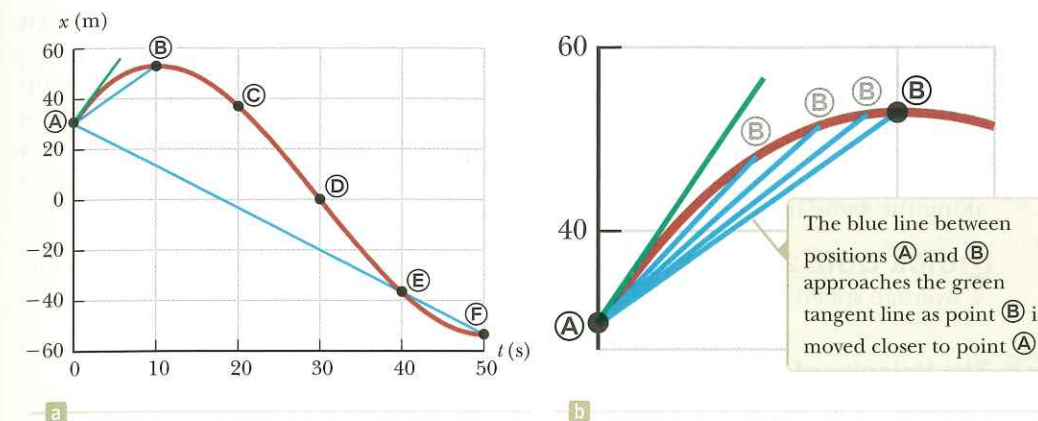 x (m)
60
40
20
0
−20
−40
−60
0
10
20
30
40
50
t (s)
Ⓐ
Ⓑ
Ⓒ
Ⓓ
Ⓔ
Ⓕ
a
60
40
Ⓐ
Ⓑ
Ⓑ
Ⓑ
Ⓑ
The blue line between
positions Ⓐ and Ⓑ
approaches the green
tangent line as point Ⓑ i
moved closer to point Ⓐ
b